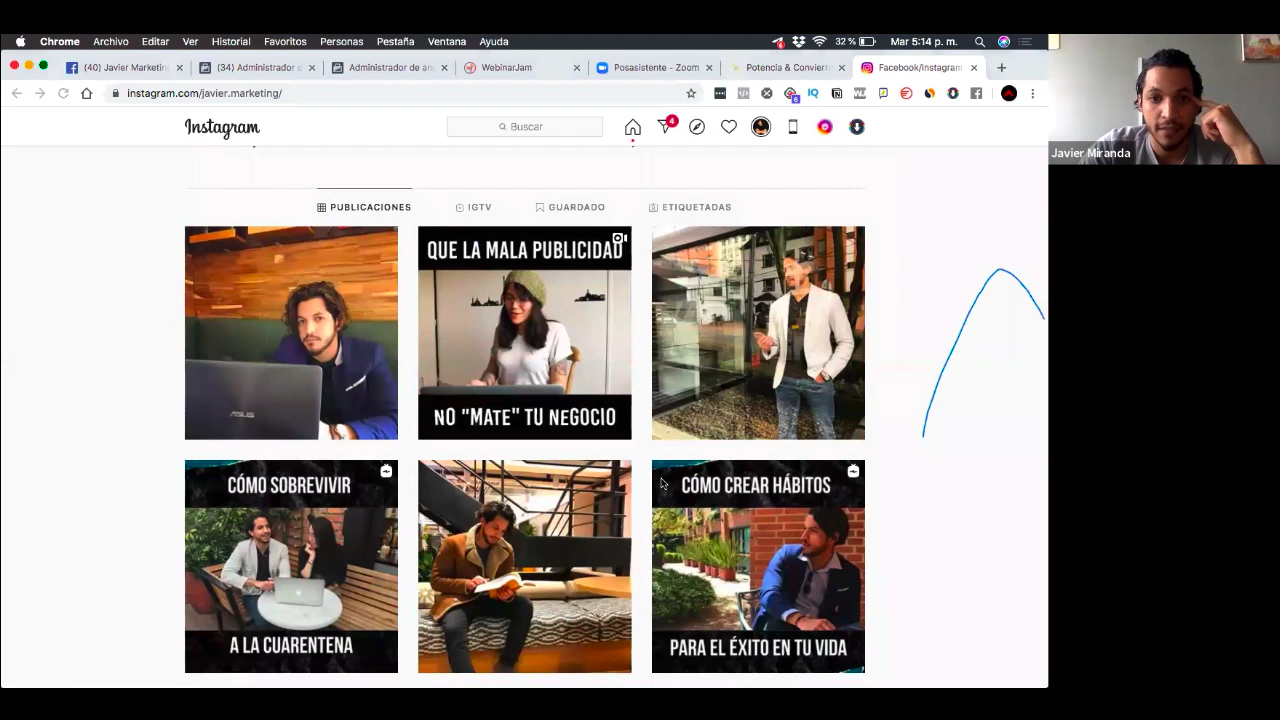 Chrome Archivo Editar Ver Historial Favoritos Personas Pestaña Ventana Ayuda 32 % Mar 5:14 p. m.
(40) Javier Marketin (34) Administrador d Administrador de an WebinarJam Posasistente - Zoom Potencia & Convierte Facebook/Instagram
instagram.com/javier.marketing/
Instagram Buscar 4
Javier Miranda
PUBLICACIONES IGTV GUARDADO ETIQUETADAS
QUE LA MALA PUBLICIDAD
ASUS
NO "MATE" TU NEGOCIO
CÓMO SOBREVIVIR
CÓMO CREAR HÁBITOS
A LA CUARENTENA
PARA EL ÉXITO EN TU VIDA